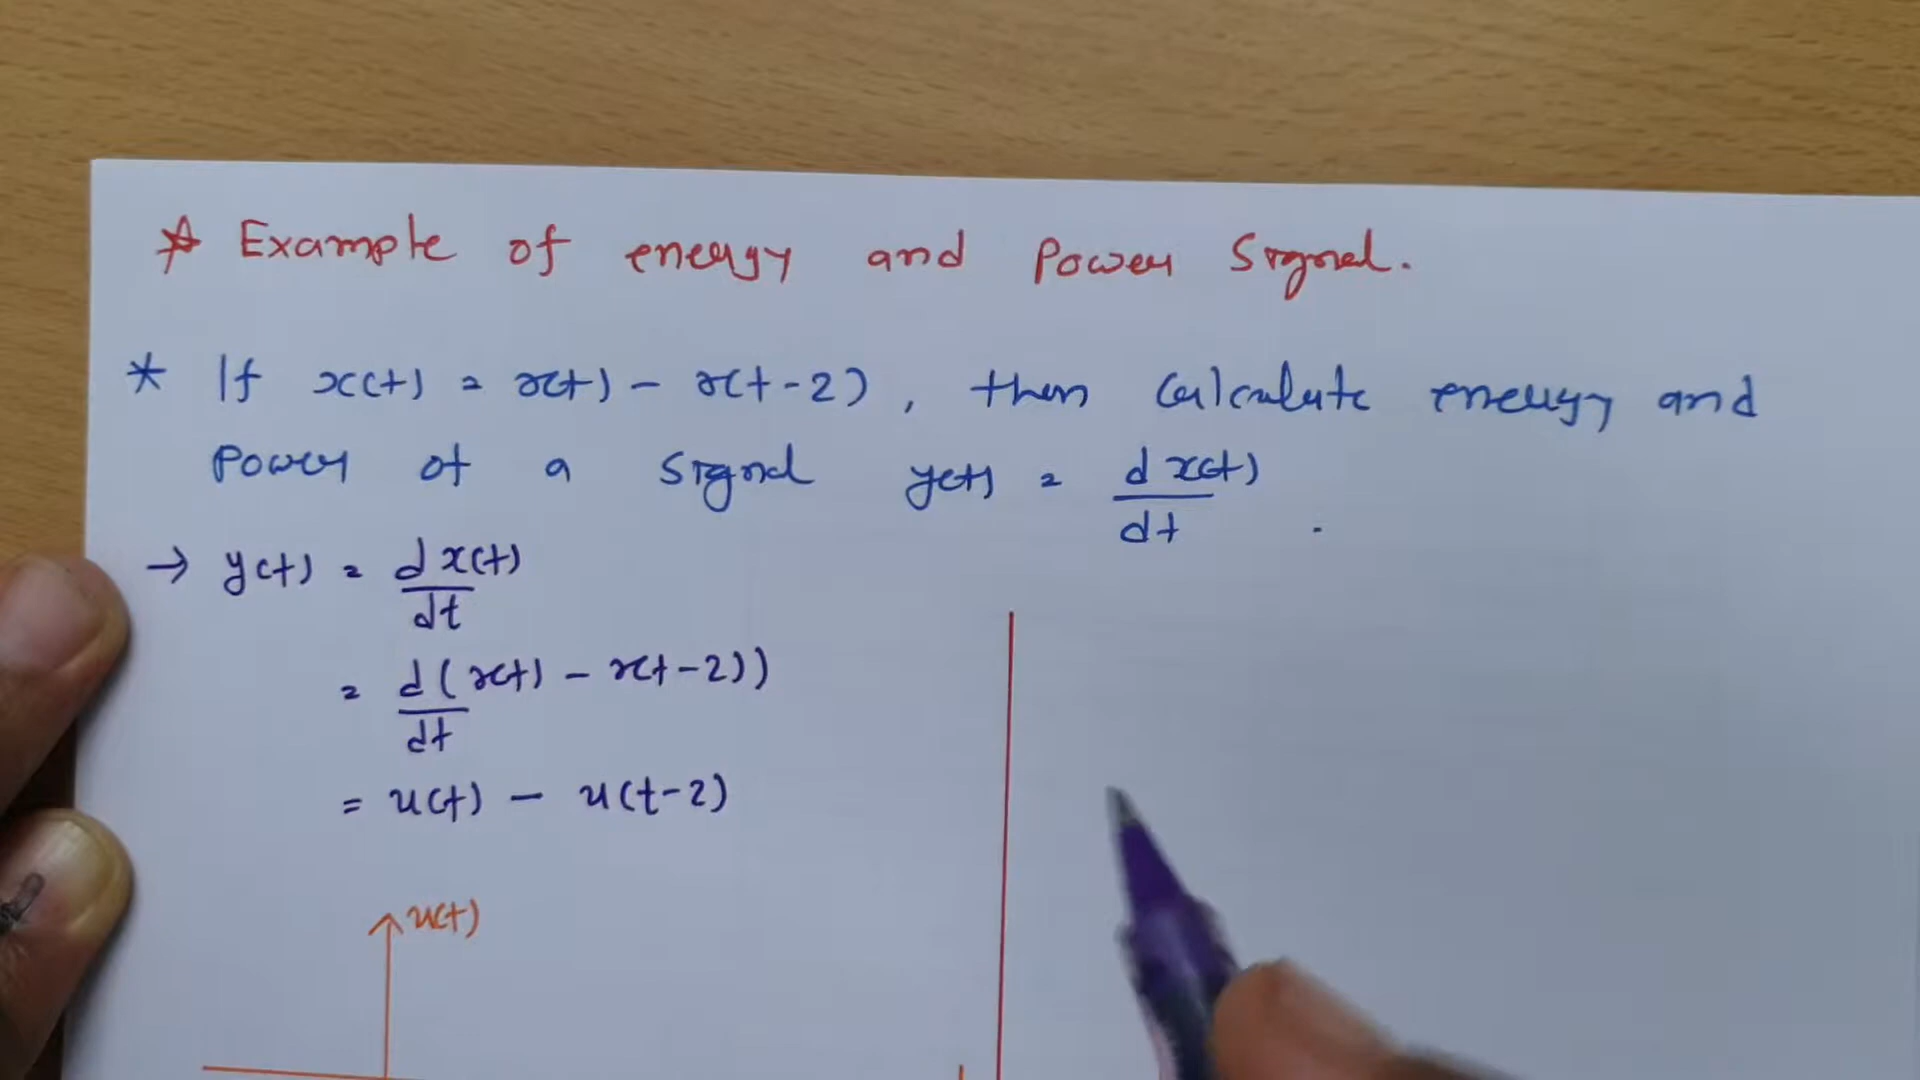 * Example of energy and Power Signal.
* If x(t) = r(t) - r(t-2), then Calculate energy and
Power of a Signal y(t) = d x(t) / dt .
→ y(t) = d x(t) / dt
= d/dt (r(t) - r(t-2))
= u(t) - u(t-2)
u(t)